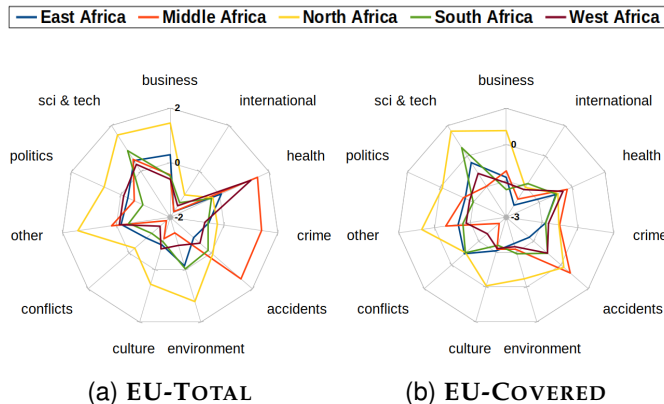 East Africa Middle Africa North Africa South Africa West Africa
business
sci & tech
international
politics
health
other
crime
conflicts
accidents
culture
environment
2
0
-2
business
sci & tech
international
politics
health
other
crime
conflicts
accidents
culture
environment
0
-3
(a) EU-TOTAL
(b) EU-COVERED